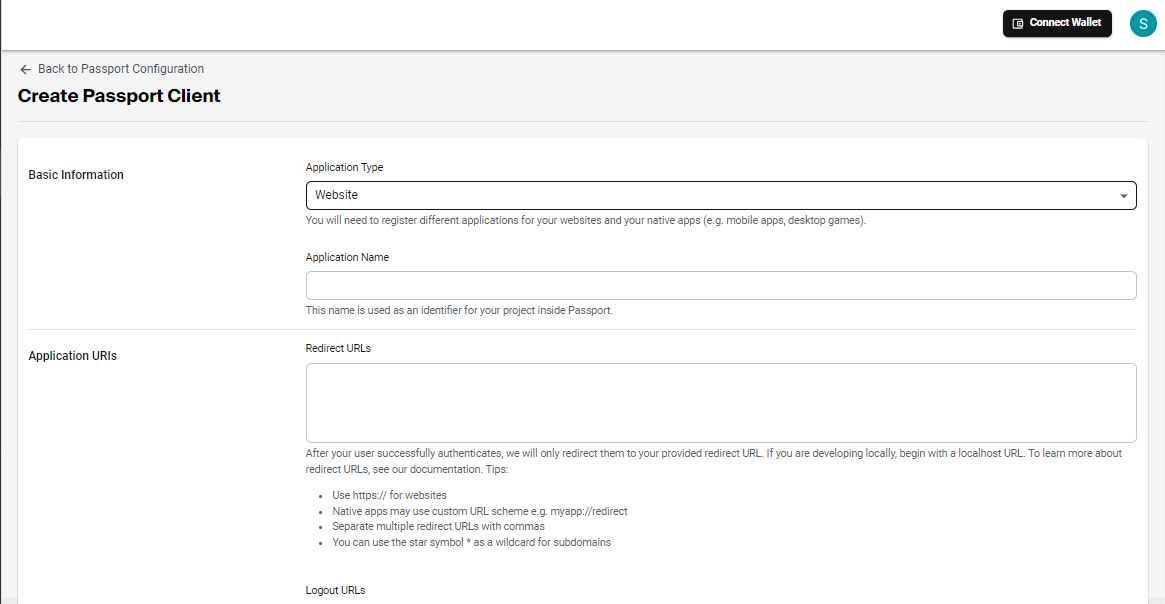 Connect Wallet
S
Back to Passport Configuration
Create Passport Client
Basic Information
Application Type
Website
You will need to register different applications for your websites and your native apps (e.g. mobile apps, desktop games).
Application Name
This name is used as an identifier for your project inside Passport.
Application URIs
Redirect URLs
After your user successfully authenticates, we will only redirect them to your provided redirect URL. If you are developing locally, begin with a localhost URL. To learn more about
redirect URLs, see our documentation. Tips:
• Use https:// for websites
• Native apps may use custom URL scheme e.g. myapp://redirect
• Separate multiple redirect URLs with commas
• You can use the star symbol * as a wildcard for subdomains
Logout URLs